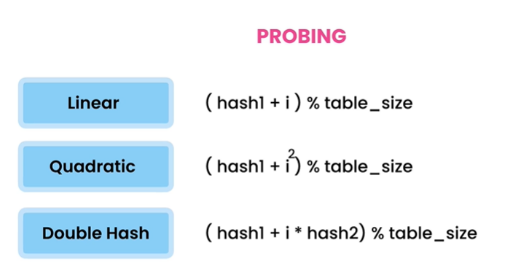 PROBING
Linear ( hash1 + i ) % table_size
Quadratic ( hash1 + i²) % table_size
Double Hash ( hash1 + i * hash2) % table_size